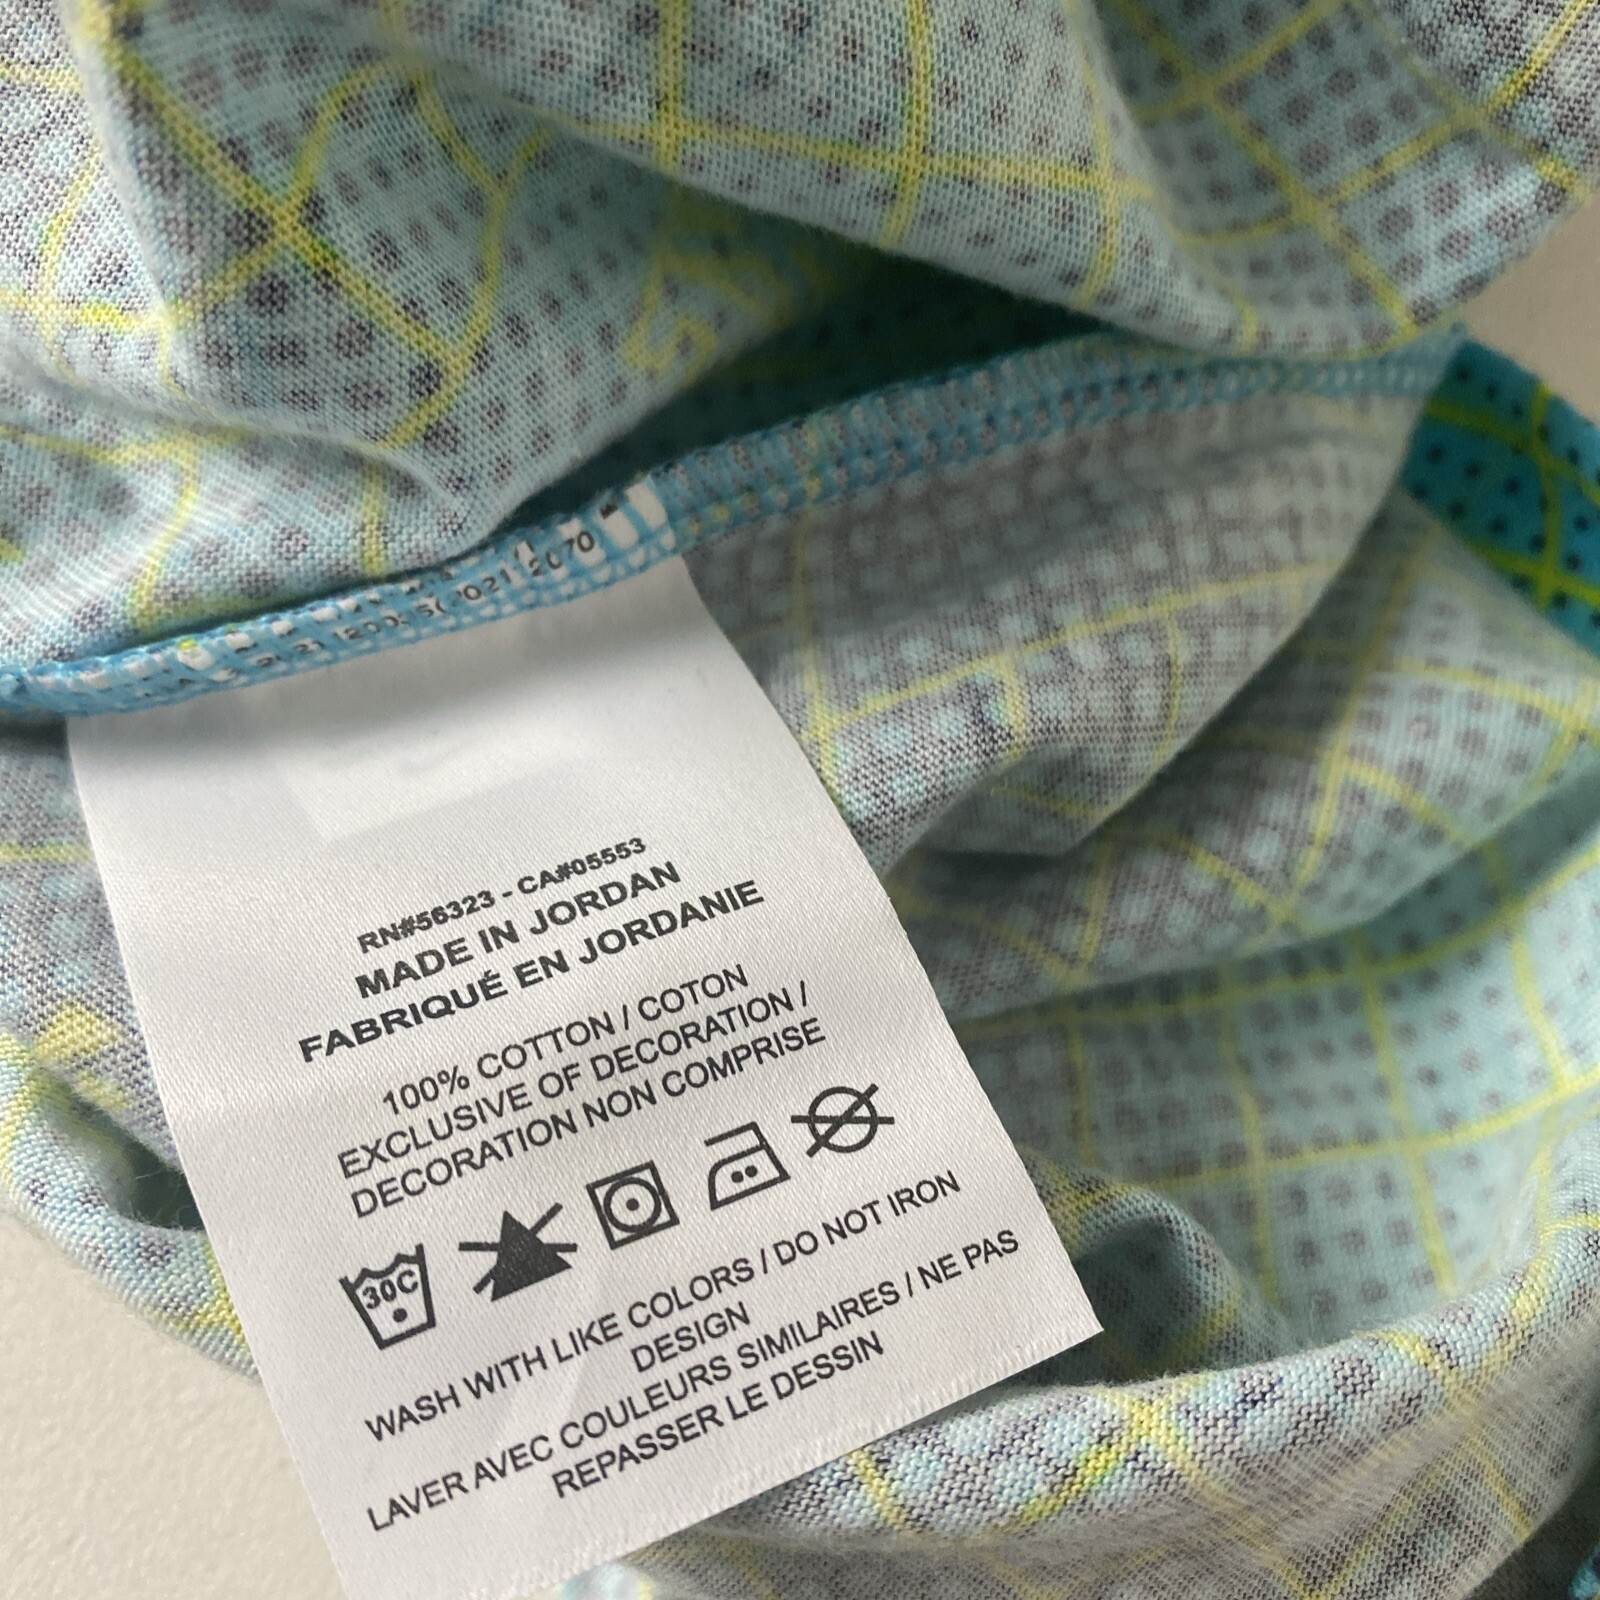 2070
RN#56323 - CA#05553
MADE IN JORDAN
FABRIQUÉ EN JORDANIE
100% COTTON / COTON
EXCLUSIVE OF DECORATION /
DECORATION NON COMPRISE
30C
WASH WITH LIKE COLORS / DO NOT IRON
DESIGN
LAVER AVEC COULEURS SIMILAIRES / NE PAS
REPASSER LE DESSIN